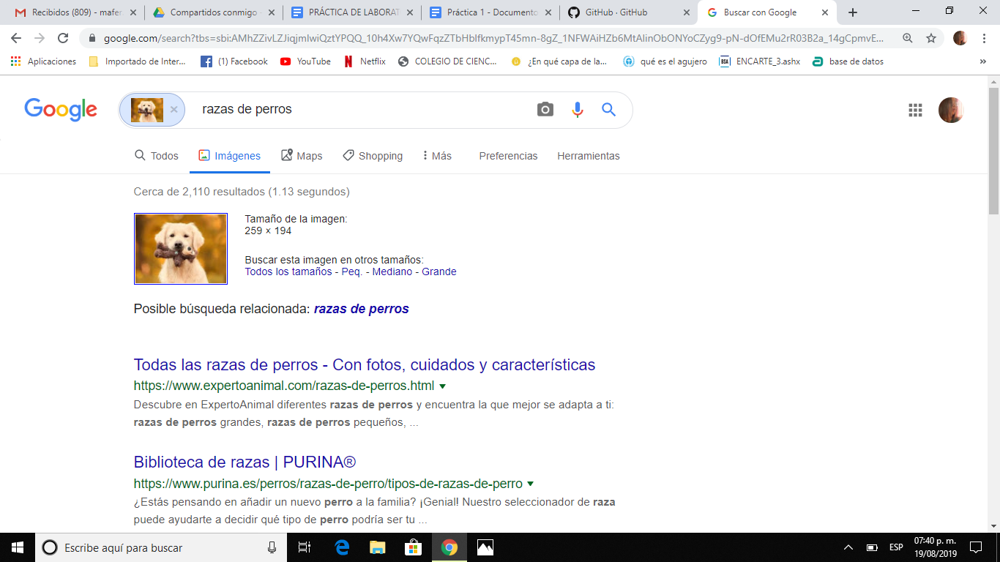 Recibidos (809) - mafer
Compartidos conmigo -
PRÁCTICA DE LABORAT
Práctica 1 - Documento
GitHub · GitHub
Buscar con Google
google.com/search?tbs=sbi:AMhZZivLZJiqjmIwiQztYPQQ_10h4Xw7YQwFqzZTbHbIfkmypT45mn-8gZ_1NFWAiHZb6MtAIinObONYoCZyg9-pN-dOfEMu2rR03B2a_14gCpmvE...
Aplicaciones
Importado de Inter...
(1) Facebook
YouTube
Netflix
COLEGIO DE CIENC...
¿En qué capa de la...
qué es el agujero
BSA
ENCARTE_3.ashx
base de datos
»
Google
razas de perros
Todos
Imágenes
Maps
Shopping
Más
Preferencias
Herramientas
Cerca de 2,110 resultados (1.13 segundos)
Tamaño de la imagen:
259 × 194
Buscar esta imagen en otros tamaños:
Todos los tamaños - Peq. - Mediano - Grande
Posible búsqueda relacionada: razas de perros
Todas las razas de perros - Con fotos, cuidados y características
https://www.expertoanimal.com/razas-de-perros.html
Descubre en ExpertoAnimal diferentes razas de perros y encuentra la que mejor se adapta a ti:
razas de perros grandes, razas de perros pequeños, ...
Biblioteca de razas | PURINA®
https://www.purina.es/perros/razas-de-perro/tipos-de-razas-de-perro
¿Estás pensando en añadir un nuevo perro a la familia? ¡Genial! Nuestro seleccionador de raza
puede ayudarte a decidir qué tipo de perro podría ser tu ...
Escribe aquí para buscar
ESP
07:40 p. m.
19/08/2019